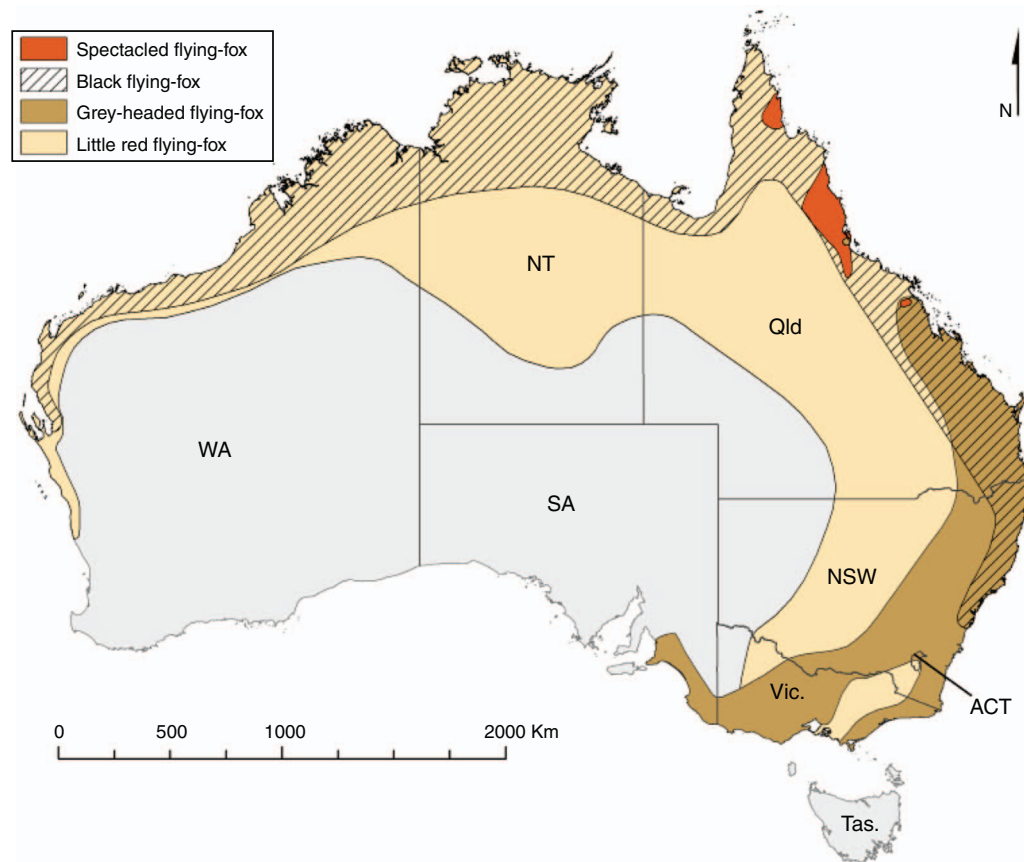 Spectacled flying-fox
Black flying-fox
Grey-headed flying-fox
Little red flying-fox
N
NT
Qld
WA
SA
NSW
Vic.
ACT
0 500 1000 2000 Km
Tas.